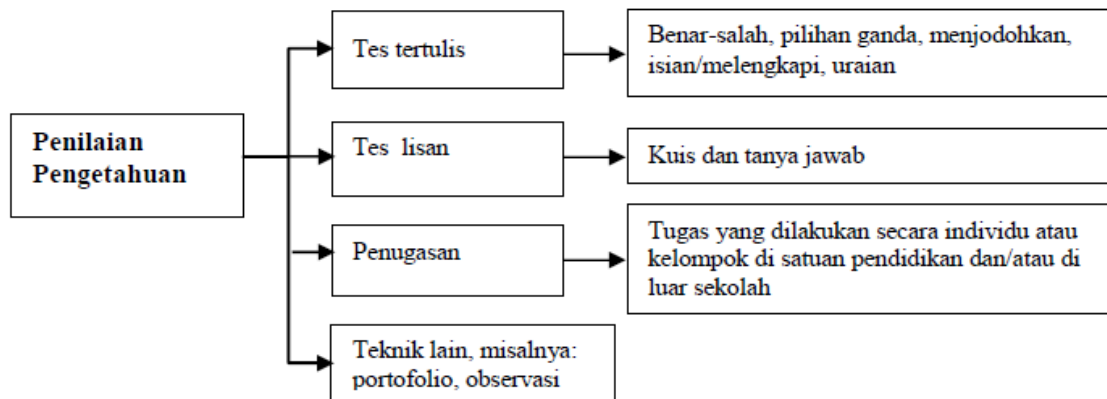 Penilaian
Pengetahuan
Tes tertulis
Benar-salah, pilihan ganda, menjodohkan,
isian/melengkapi, uraian
Tes lisan
Kuis dan tanya jawab
Penugasan
Tugas yang dilakukan secara individu atau
kelompok di satuan pendidikan dan/atau di
luar sekolah
Teknik lain, misalnya:
portofolio, observasi